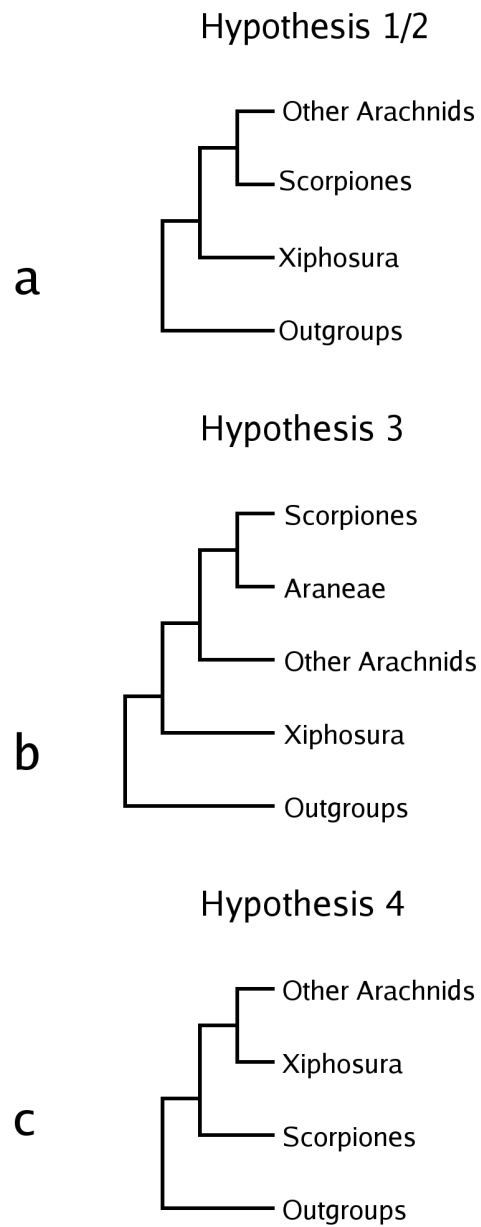 Hypothesis 1/2
Other Arachnids
Scorpiones
Xiphosura
a
Outgroups
Hypothesis 3
Scorpiones
Araneae
Other Arachnids
Xiphosura
b
Outgroups
Hypothesis 4
Other Arachnids
Xiphosura
c
Scorpiones
Outgroups